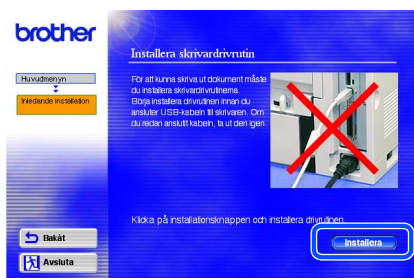 brother
Installera skrivardrivrutin
Huvudmenyn
Inledande installation
För att kunna skriva ut dokument måste
du installera skrivardrivrutinerna.
Börja installera drivrutinen innan du
ansluter USB-kabeln till skrivaren. Om
du redan anslutit kabeln, ta ut den igen.
Klicka på installationsknappen och installera drivrutinen.
Installera
Bakåt
Avsluta